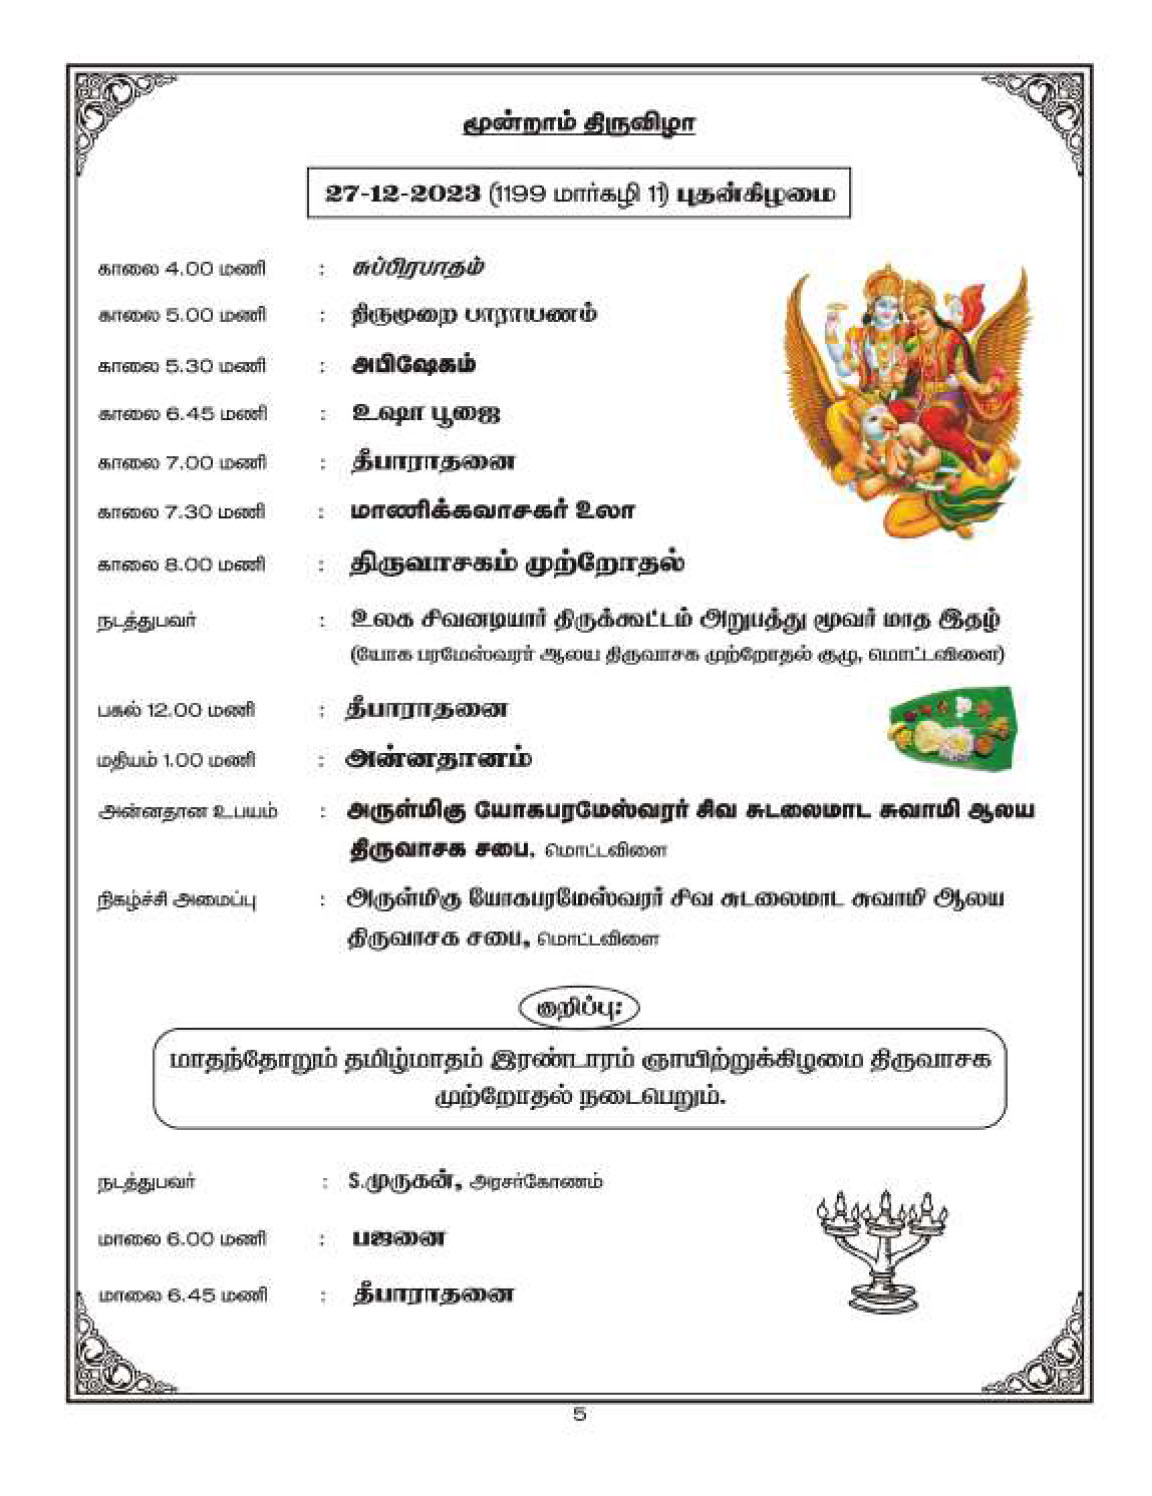 மூன்றாம் திருவிழா
27-12-2023 (1199 மார்கழி 11) புதன்கிழமை
காலை 4.00 மணி : சுப்பிரபாதம்
காலை 5.00 மணி : திருமுறை பாராயணம்
காலை 5.30 மணி : அபிஷேகம்
காலை 6.45 மணி : உஷா பூஜை
காலை 7.00 மணி : தீபாராதனை
காலை 7.30 மணி : மாணிக்கவாசகர் உலா
காலை 8.00 மணி : திருவாசகம் முற்றோதல்
நடத்துபவர் : உலக சிவனடியார் திருக்கூட்டம் அறுபத்து மூவர் மாத இதழ்
(யோக பரமேஸ்வரர் ஆலய திருவாசக முற்றோதல் குழு, மொட்டவிளை)
பகல் 12.00 மணி : தீபாராதனை
மதியம் 1.00 மணி : அன்னதானம்
அன்னதான உபயம் : அருள்மிகு யோகபரமேஸ்வரர் சிவ சுடலைமாட சுவாமி ஆலய
திருவாசக சபை, மொட்டவிளை
நிகழ்ச்சி அமைப்பு : அருள்மிகு யோகபரமேஸ்வரர் சிவ சுடலைமாட சுவாமி ஆலய
திருவாசக சபை, மொட்டவிளை
குறிப்பு:
மாதந்தோறும் தமிழ்மாதம் இரண்டாரம் ஞாயிற்றுக்கிழமை திருவாசக
முற்றோதல் நடைபெறும்.
நடத்துபவர் : S.முருகன், அரசர்கோணம்
மாலை 6.00 மணி : பஜனை
மாலை 6.45 மணி : தீபாராதனை
5